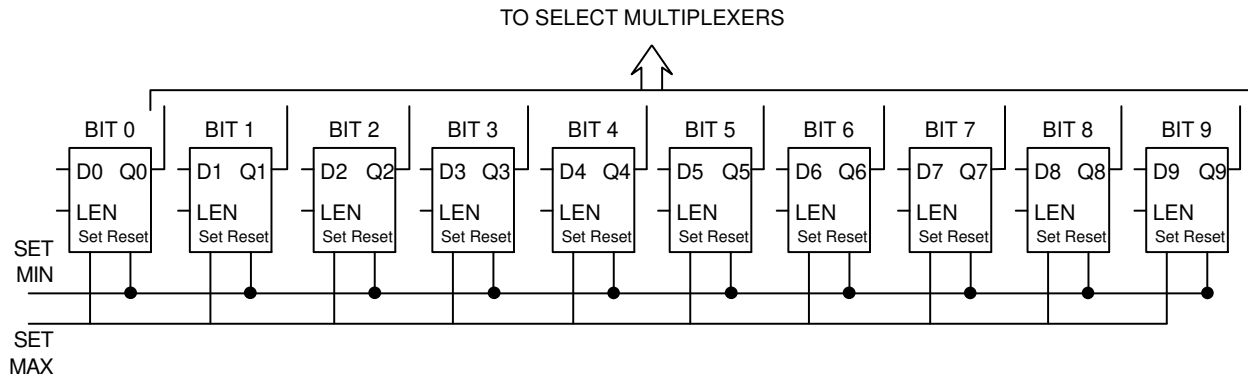 TO SELECT MULTIPLEXERS
BIT 0 BIT 1 BIT 2 BIT 3 BIT 4 BIT 5 BIT 6 BIT 7 BIT 8 BIT 9
D0 Q0 D1 Q1 D2 Q2 D3 Q3 D4 Q4 D5 Q5 D6 Q6 D7 Q7 D8 Q8 D9 Q9
LEN LEN LEN LEN LEN LEN LEN LEN LEN LEN
Set Reset Set Reset Set Reset Set Reset Set Reset Set Reset Set Reset Set Reset Set Reset Set Reset
SET
MIN
SET
MAX